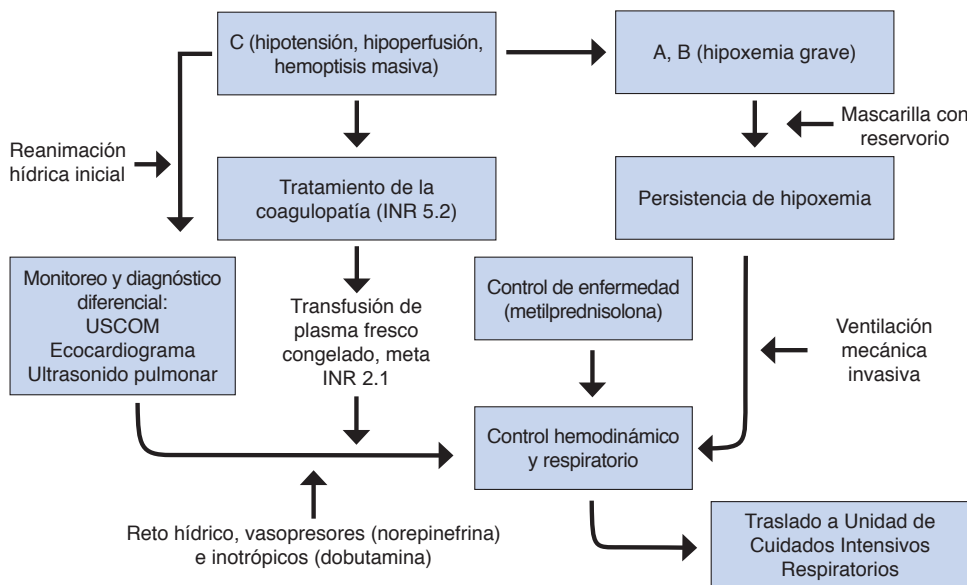 C (hipotensión, hipoperfusión,
hemoptisis masiva)
A, B (hipoxemia grave)
Mascarilla con
reservorio
Reanimación
hídrica inicial
Tratamiento de la
coagulopatía (INR 5.2)
Persistencia de hipoxemia
Monitoreo y diagnóstico
diferencial:
USCOM
Ecocardiograma
Ultrasonido pulmonar
Transfusión de
plasma fresco
congelado, meta
INR 2.1
Control de enfermedad
(metilprednisolona)
Ventilación
mecánica
invasiva
Control hemodinámico
y respiratorio
Reto hídrico, vasopresores (norepinefrina)
e inotrópicos (dobutamina)
Traslado a Unidad de
Cuidados Intensivos
Respiratorios